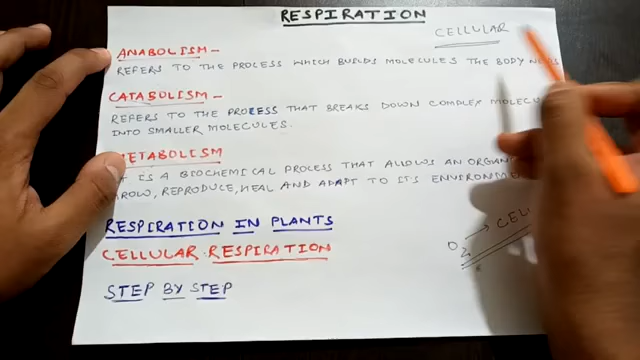 RESPIRATION
CELLULAR
ANABOLISM -
REFERS TO THE PROCESS WHICH BUILDS MOLECULES THE BODY
CATABOLISM -
REFERS TO THE PROCESS THAT BREAKS DOWN COMPLEX
INTO SMALLER MOLECULES.
METABOLISM
IS A BIOCHEMICAL PROCESS THAT ALLOWS AN
GROW, REPRODUCE, HEAL AND ADAPT TO ITS
RESPIRATION IN PLANTS
O2 → CELL
CELLULAR RESPIRATION
STEP BY STEP